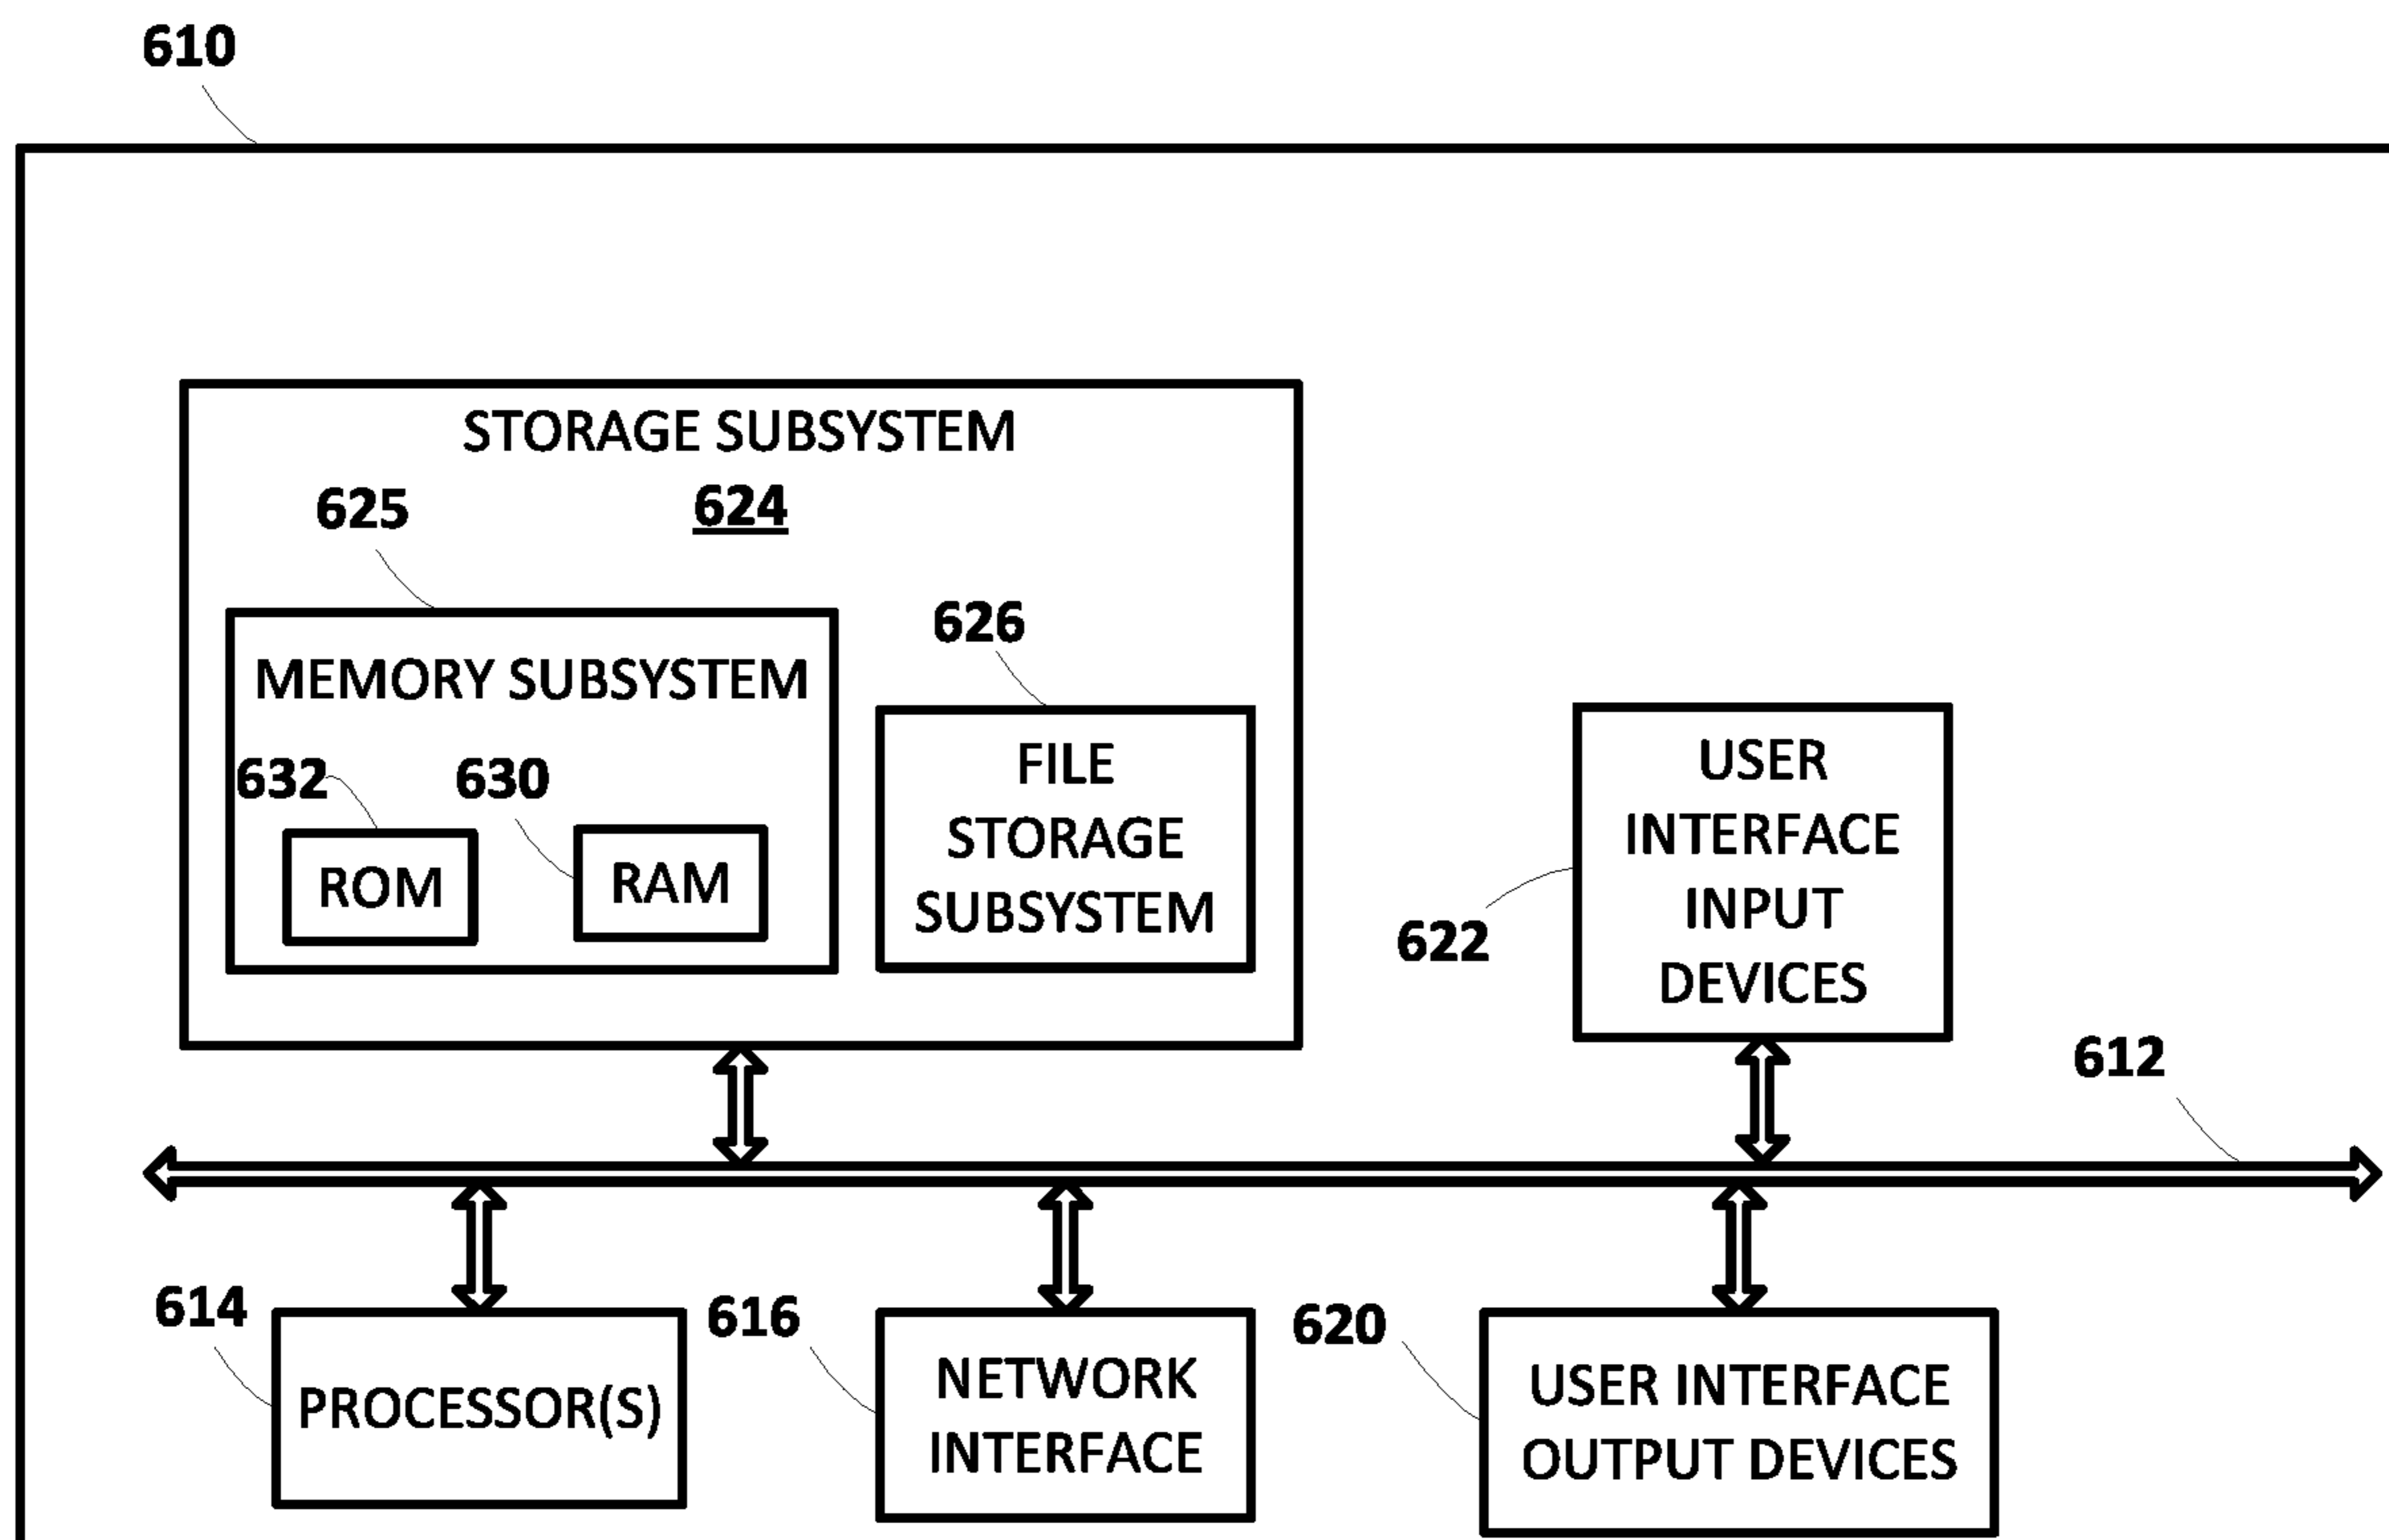 610
STORAGE SUBSYSTEM
624
625
MEMORY SUBSYSTEM
632
ROM
630
RAM
626
FILE
STORAGE
SUBSYSTEM
USER
INTERFACE
INPUT
DEVICES
622
612
614
PROCESSOR(S)
616
NETWORK
INTERFACE
620
USER INTERFACE
OUTPUT DEVICES